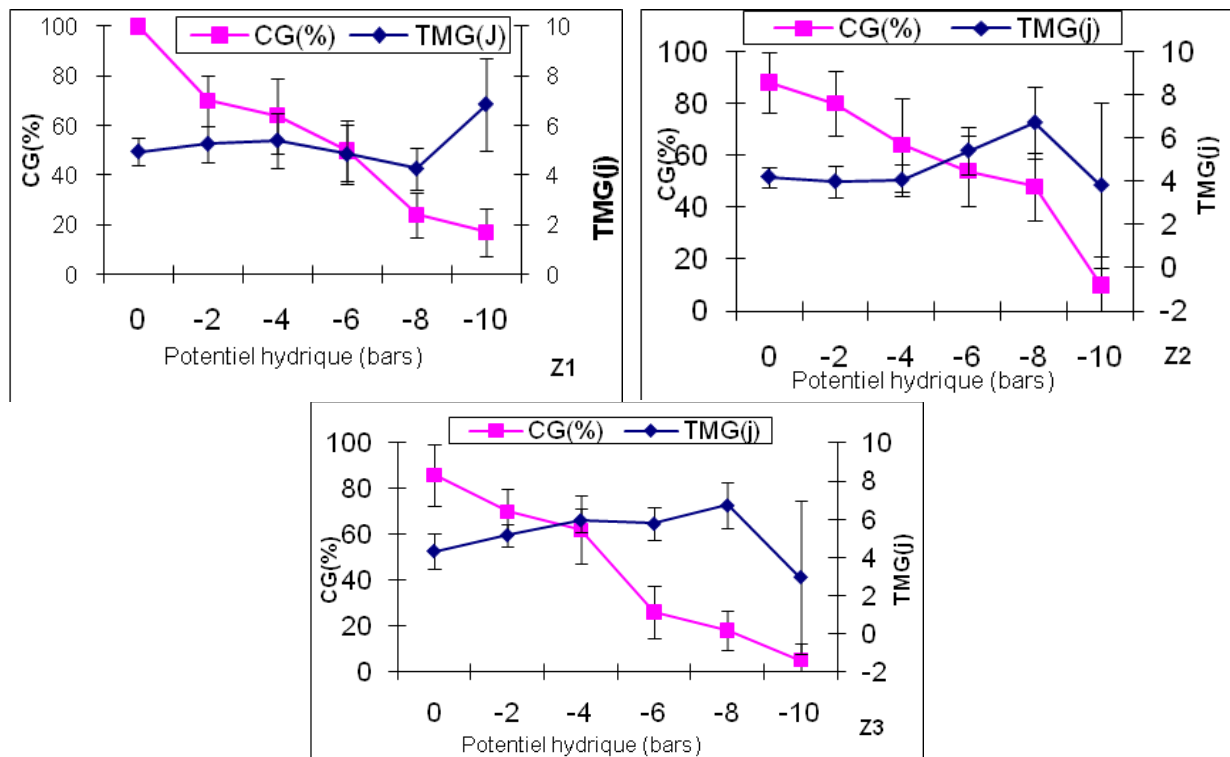 CG(%) TMG(J)
100 10
80 8
60 6
40 4
20 2
0 0
CG(%)
TMG(j)
0 -2 -4 -6 -8 -10
Potentiel hydrique (bars)
Z1
CG(%) TMG(j)
100 10
80 8
60 6
40 4
20 2
0 0
-2
CG(%)
TMG(j)
0 -2 -4 -6 -8 -10
Potentiel hydrique (bars)
Z2
CG(%) TMG(j)
100 10
80 8
60 6
40 4
20 2
0 0
-2
CG(%)
TMG(j)
0 -2 -4 -6 -8 -10
Potentiel hydrique (bars)
Z3